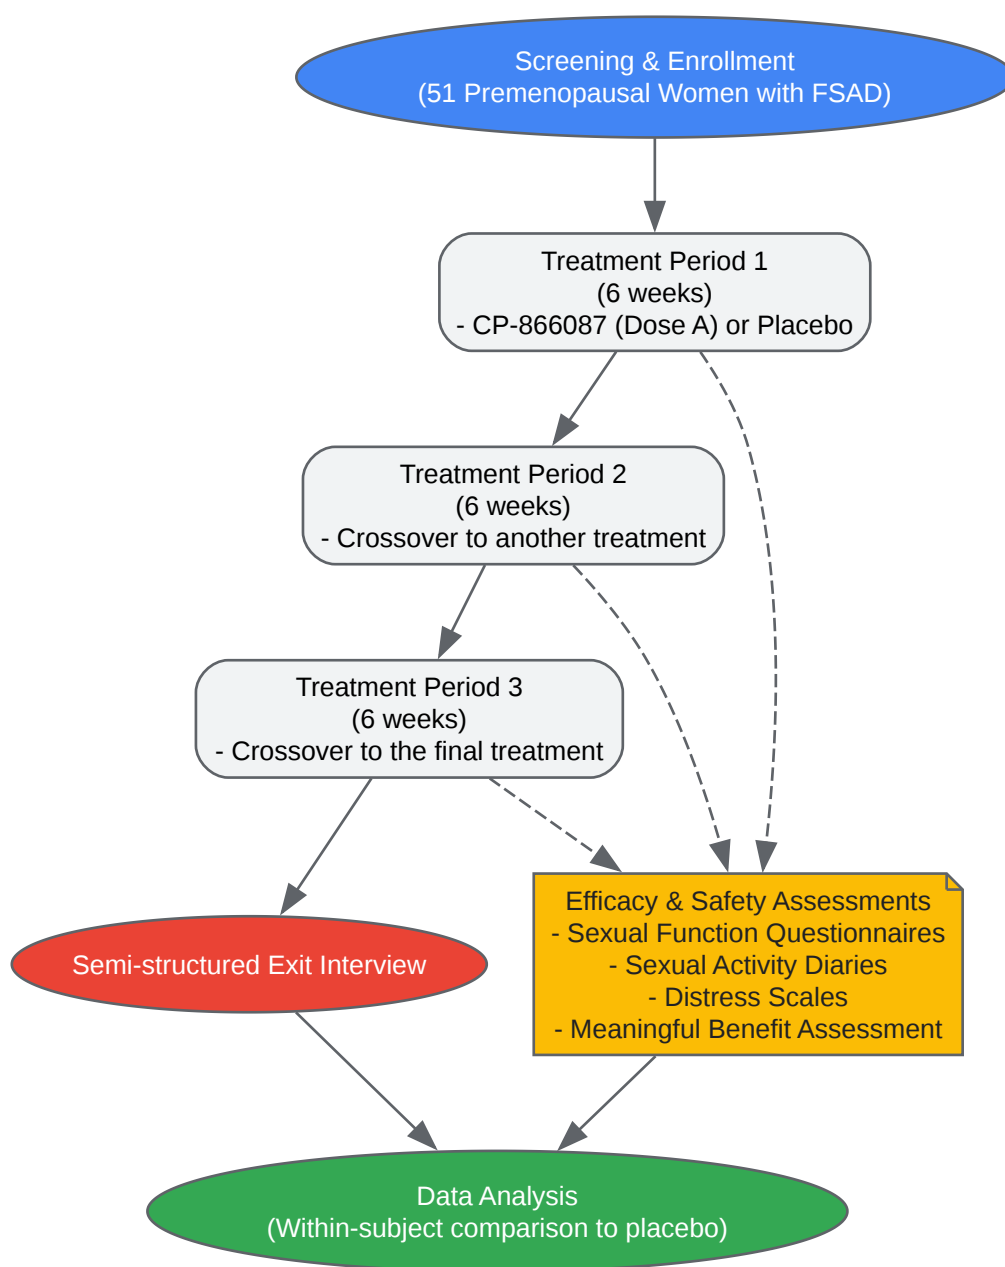 Screening & Enrollment
(51 Premenopausal Women with FSAD)
Treatment Period 1
(6 weeks)
- CP-866087 (Dose A) or Placebo
Treatment Period 2
(6 weeks)
- Crossover to another treatment
Treatment Period 3
(6 weeks)
- Crossover to the final treatment
Efficacy & Safety Assessments
- Sexual Function Questionnaires
- Sexual Activity Diaries
- Distress Scales
- Meaningful Benefit Assessment
Semi-structured Exit Interview
Data Analysis
(Within-subject comparison to placebo)